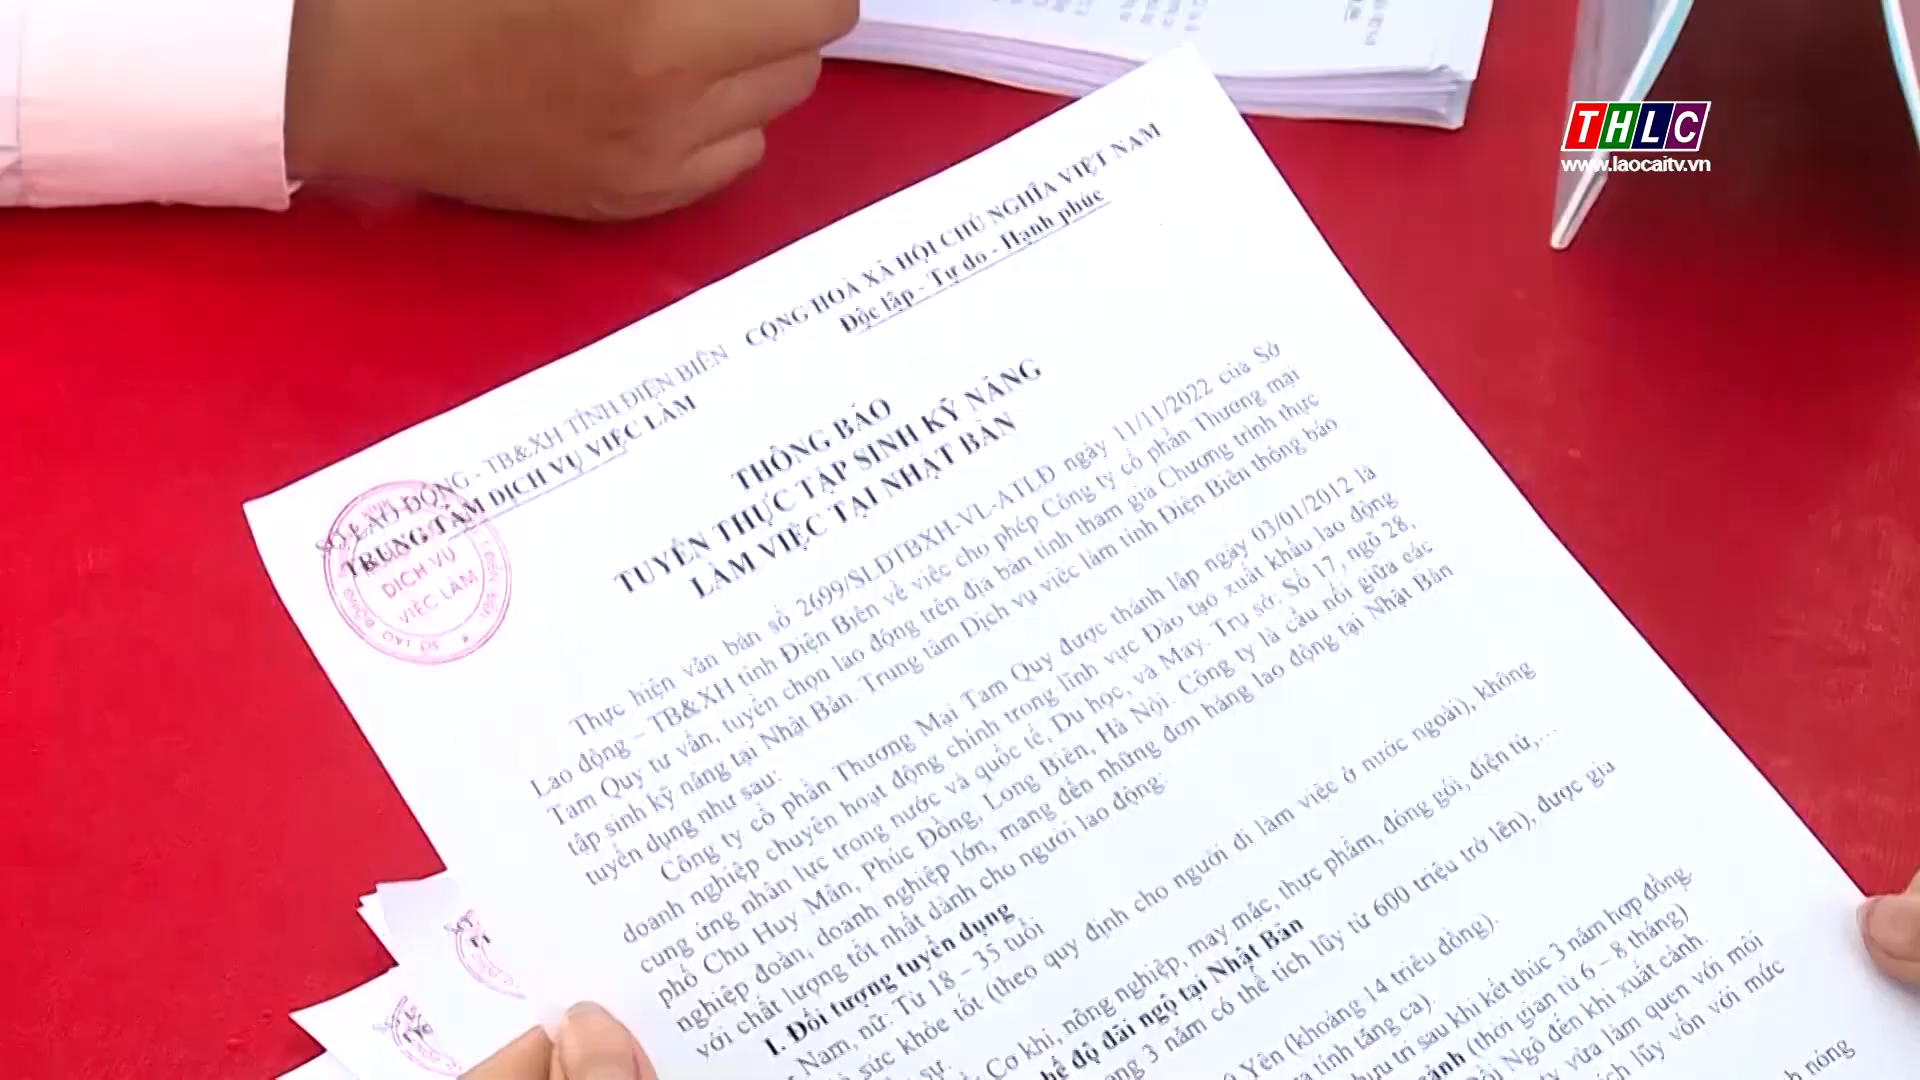 THLC
www.laocaitv.vn
SỞ LAO ĐỘNG - TB&XH TỈNH ĐIỆN BIÊN
TRUNG TÂM DỊCH VỤ VIỆC LÀM
CỘNG HOÀ XÃ HỘI CHỦ NGHĨA VIỆT NAM
Độc lập - Tự do - Hạnh phúc
DỊCH VỤ
VIỆC LÀM
THÔNG BÁO
TUYỂN THỰC TẬP SINH KỸ NĂNG
LÀM VIỆC TẠI NHẬT BẢN
Thực hiện văn bản số 2699/SLĐTBXH-VL-ATLĐ ngày 11/11/2022 của Sở
Lao động – TB&XH tỉnh Điện Biên về việc cho phép Công ty cổ phần Thương mại
Tam Quy tư vấn, tuyển chọn lao động trên địa bàn tỉnh tham gia Chương trình thực
tập sinh kỹ năng tại Nhật Bản. Trung tâm Dịch vụ việc làm tỉnh Điện Biên thông báo
tuyển dụng như sau:
Công ty cổ phần Thương Mại Tam Quy được thành lập ngày 03/01/2012 là
doanh nghiệp chuyên hoạt động chính trong lĩnh vực Đào tạo xuất khẩu lao động
cung ứng nhân lực trong nước và quốc tế, Du học, và May. Trụ sở: Số 17, ngõ 28,
phố Chu Huy Mân, Phúc Đồng, Long Biên, Hà Nội. Công ty là cầu nối giữa các
nghiệp đoàn, doanh nghiệp lớn, mang đến những đơn hàng lao động tại Nhật Bản
với chất lượng tốt nhất dành cho người lao động.
1. Đối tượng tuyển dụng
Nam, nữ: Từ 18 – 35 tuổi
sức khỏe tốt (theo quy định cho người đi làm việc ở nước ngoài), không
sự.
Cơ khí, nông nghiệp, may mặc, thực phẩm, đóng gói, điện tử,...
độ đãi ngộ tại Nhật Bản
3 năm có thể tích lũy từ 600 triệu trở lên), được gia
Yên (khoảng 14 triệu đồng).
tính tăng ca).
trí sau khi kết thúc 3 năm hợp đồng.
cảnh (thời gian từ 6 – 8 tháng)
Ngô đến khi xuất cảnh.
vừa làm quen với môi
lũy vốn với mức
nóng